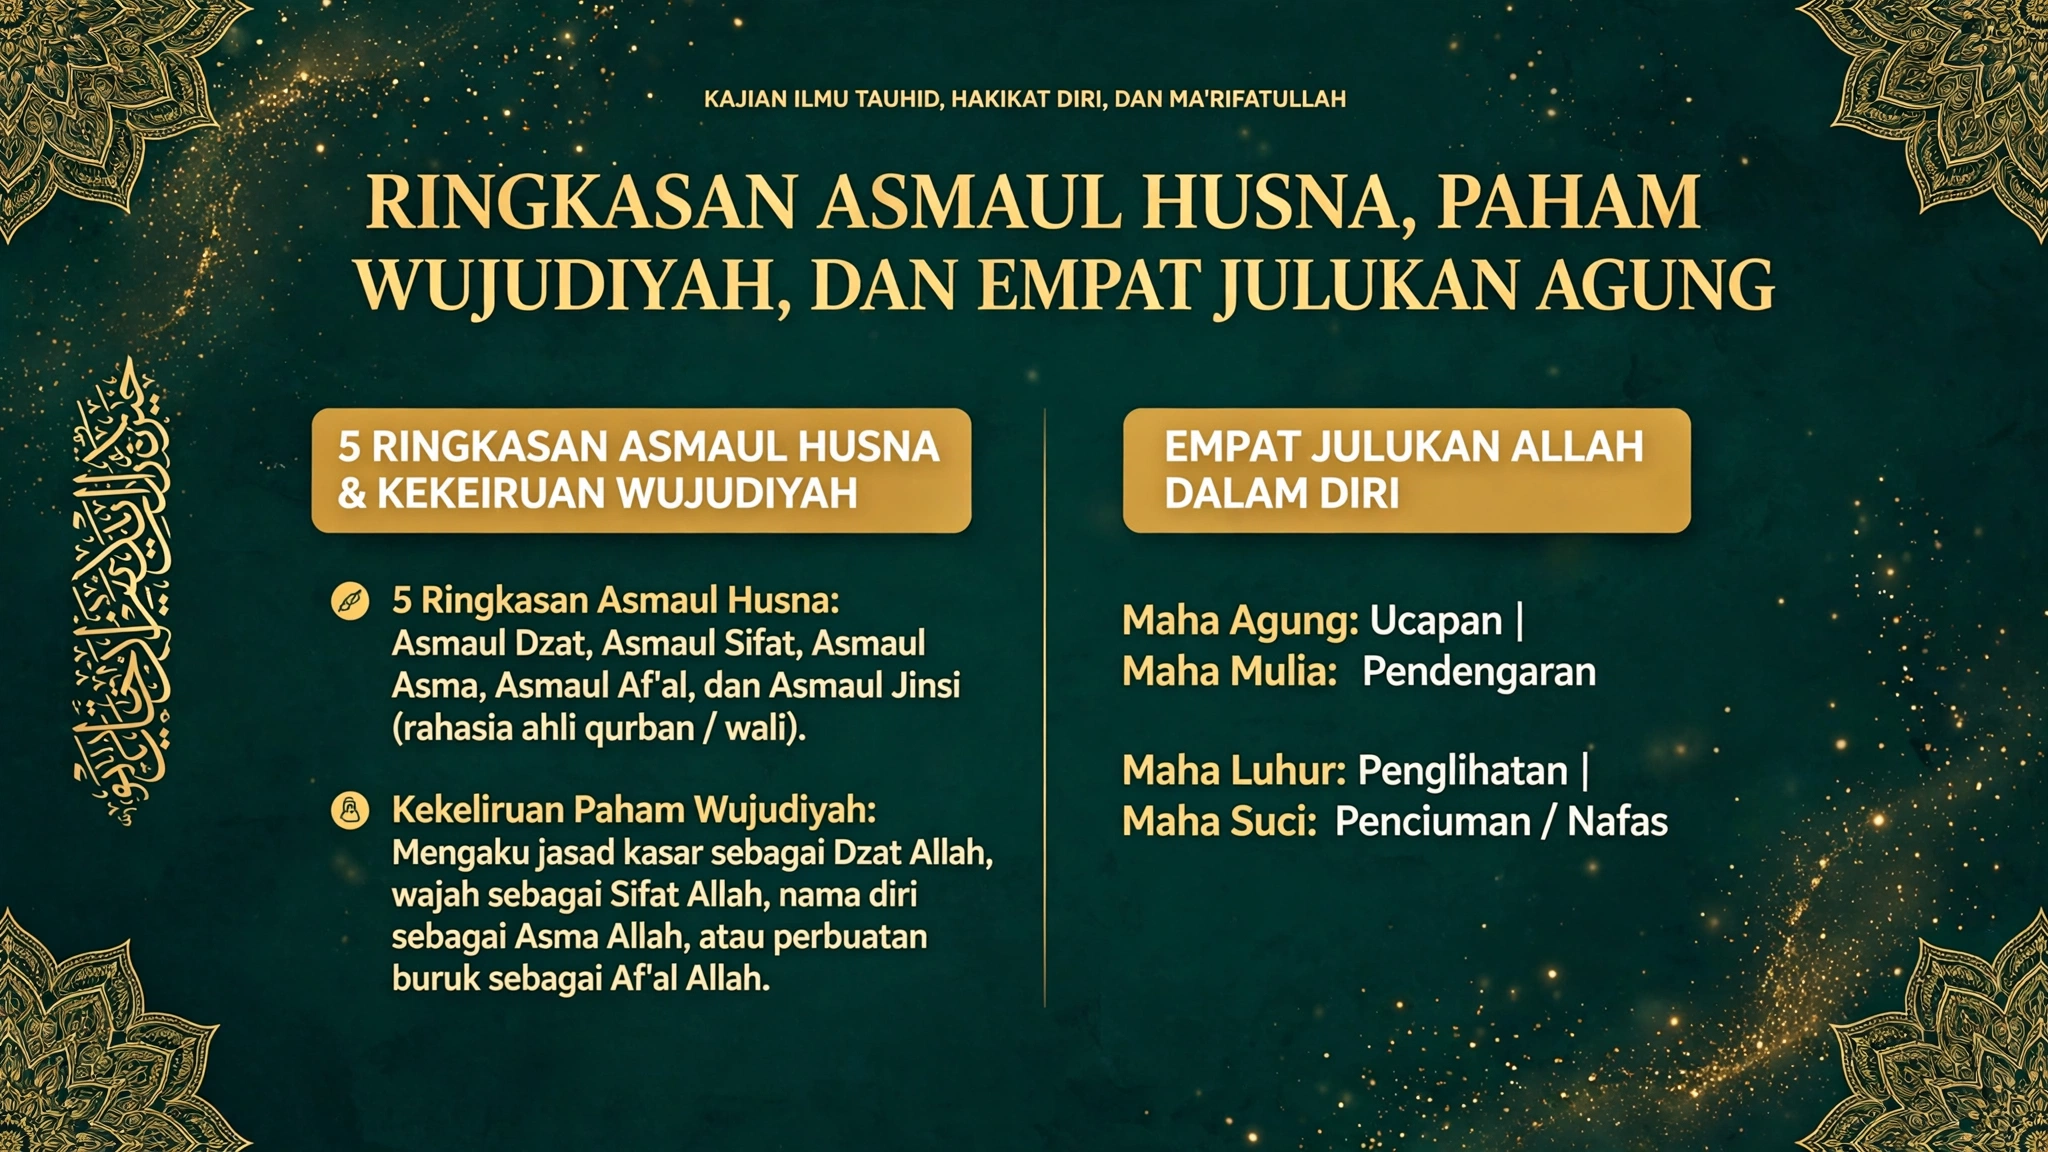 KAJIAN ILMU TAUHID, HAKIKAT DIRI, DAN MA'RIFATULLAH
RINGKASAN ASMAUL HUSNA, PAHAM
WUJUDIYAH, DAN EMPAT JULUKAN AGUNG
5 RINGKASAN ASMAUL HUSNA
& KEKEIRUAN WUJUDIYAH
5 Ringkasan Asmaul Husna:
Asmaul Dzat, Asmaul Sifat, Asmaul
Asma, Asmaul Af'al, dan Asmaul Jinsi
(rahasia ahli qurban / wali).
Kekeliruan Paham Wujudiyah:
Mengaku jasad kasar sebagai Dzat Allah,
wajah sebagai Sifat Allah, nama diri
sebagai Asma Allah, atau perbuatan
buruk sebagai Af'al Allah.
EMPAT JULUKAN ALLAH
DALAM DIRI
Maha Agung: Ucapan |
Maha Mulia: Pendengaran
Maha Luhur: Penglihatan |
Maha Suci: Penciuman / Nafas